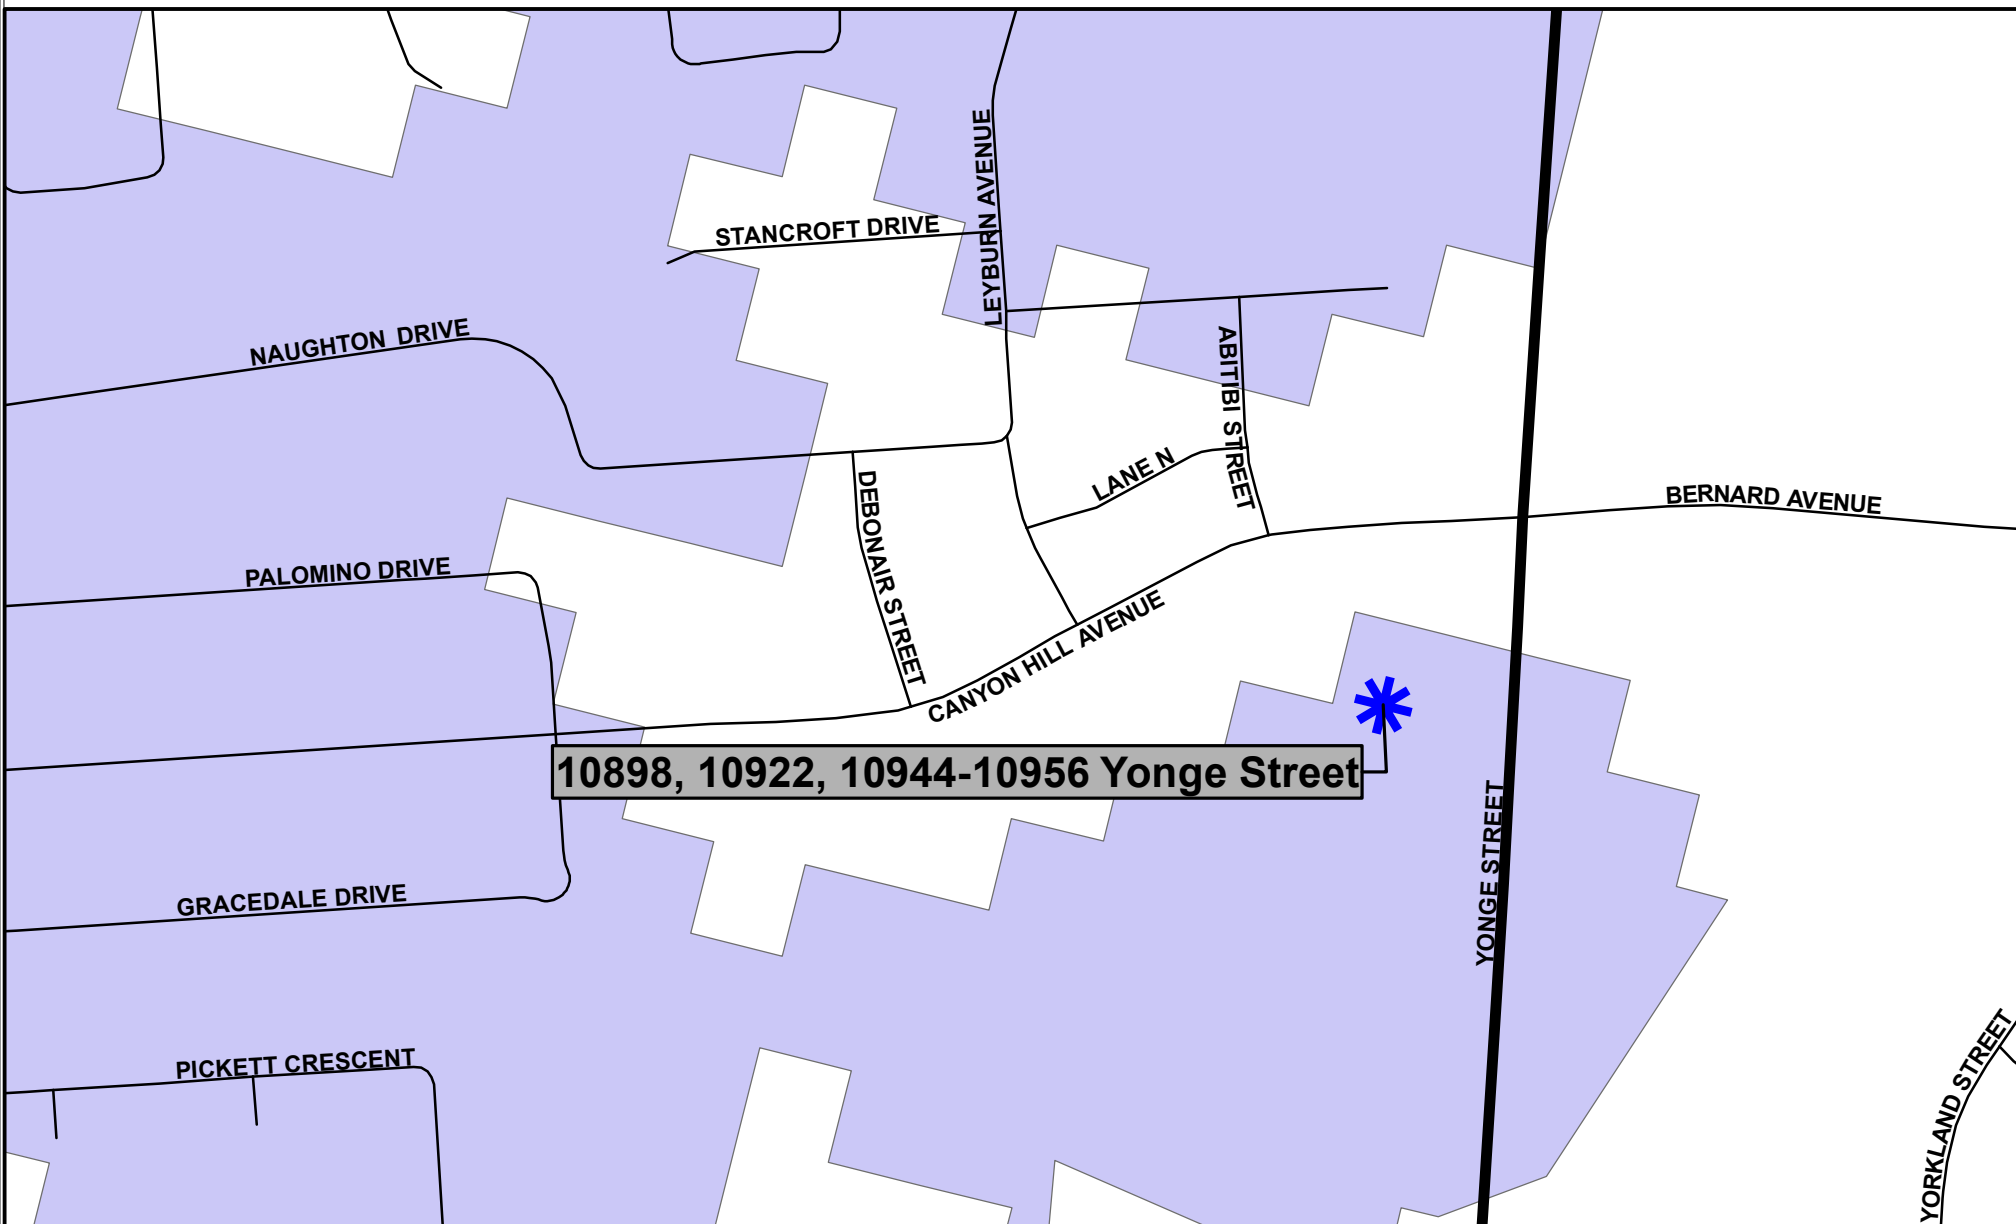 LEYBURN AVENUE
STANCROFT DRIVE
NAUGHTON DRIVE
ABITIBI STREET
LANE N
DEBONAIR STREET
BERNARD AVENUE
PALOMINO DRIVE
CANYON HILL AVENUE
10898, 10922, 10944-10956 Yonge Street
YONGE STREET
GRACEDALE DRIVE
PICKETT CRESCENT
YORKLAND STREET